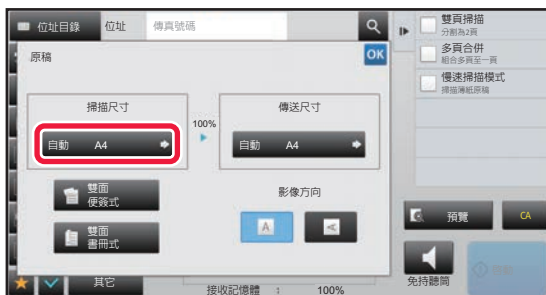 位址目錄 位址 傳真號碼
原稿 OK
掃描尺寸
自動 A4
100%
傳送尺寸
自動 A4
雙面
便簽式
雙面
書冊式
影像方向
A A
其它
接收記憶體 : 100%
雙頁掃描
分割為2頁
多頁合併
組合多頁至一頁
慢速掃描模式
掃描薄紙原稿
預覽 CA
免持聽筒